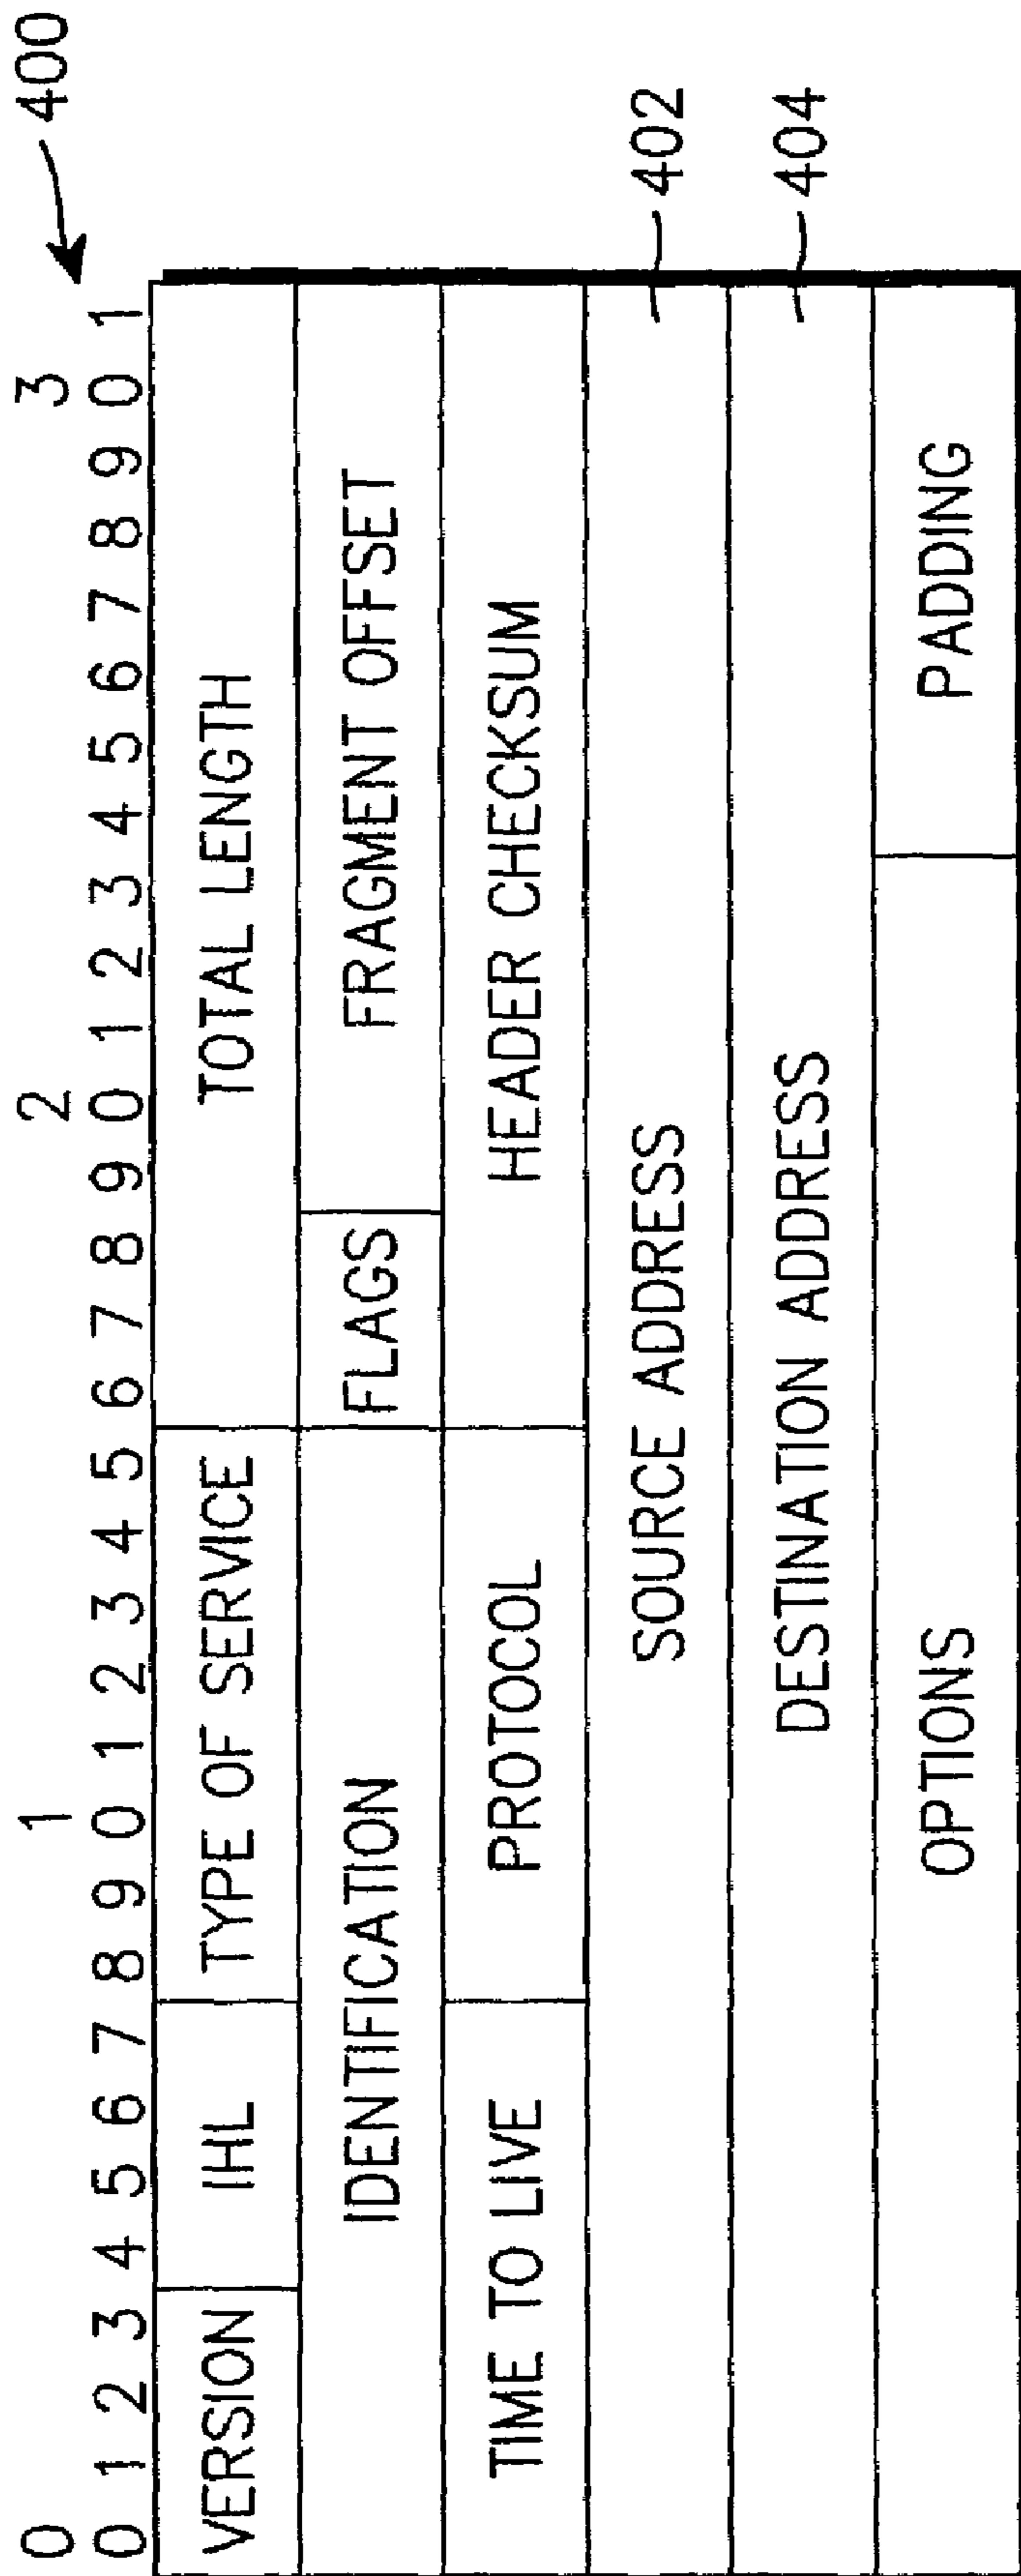 400
0 1 2 3
0 1 2 3 4 5 6 7 8 9 0 1 2 3 4 5 6 7 8 9 0 1 2 3 4 5 6 7 8 9 0 1
VERSION IHL TYPE OF SERVICE TOTAL LENGTH
IDENTIFICATION FLAGS FRAGMENT OFFSET
TIME TO LIVE PROTOCOL HEADER CHECKSUM
SOURCE ADDRESS 402
DESTINATION ADDRESS 404
OPTIONS PADDING